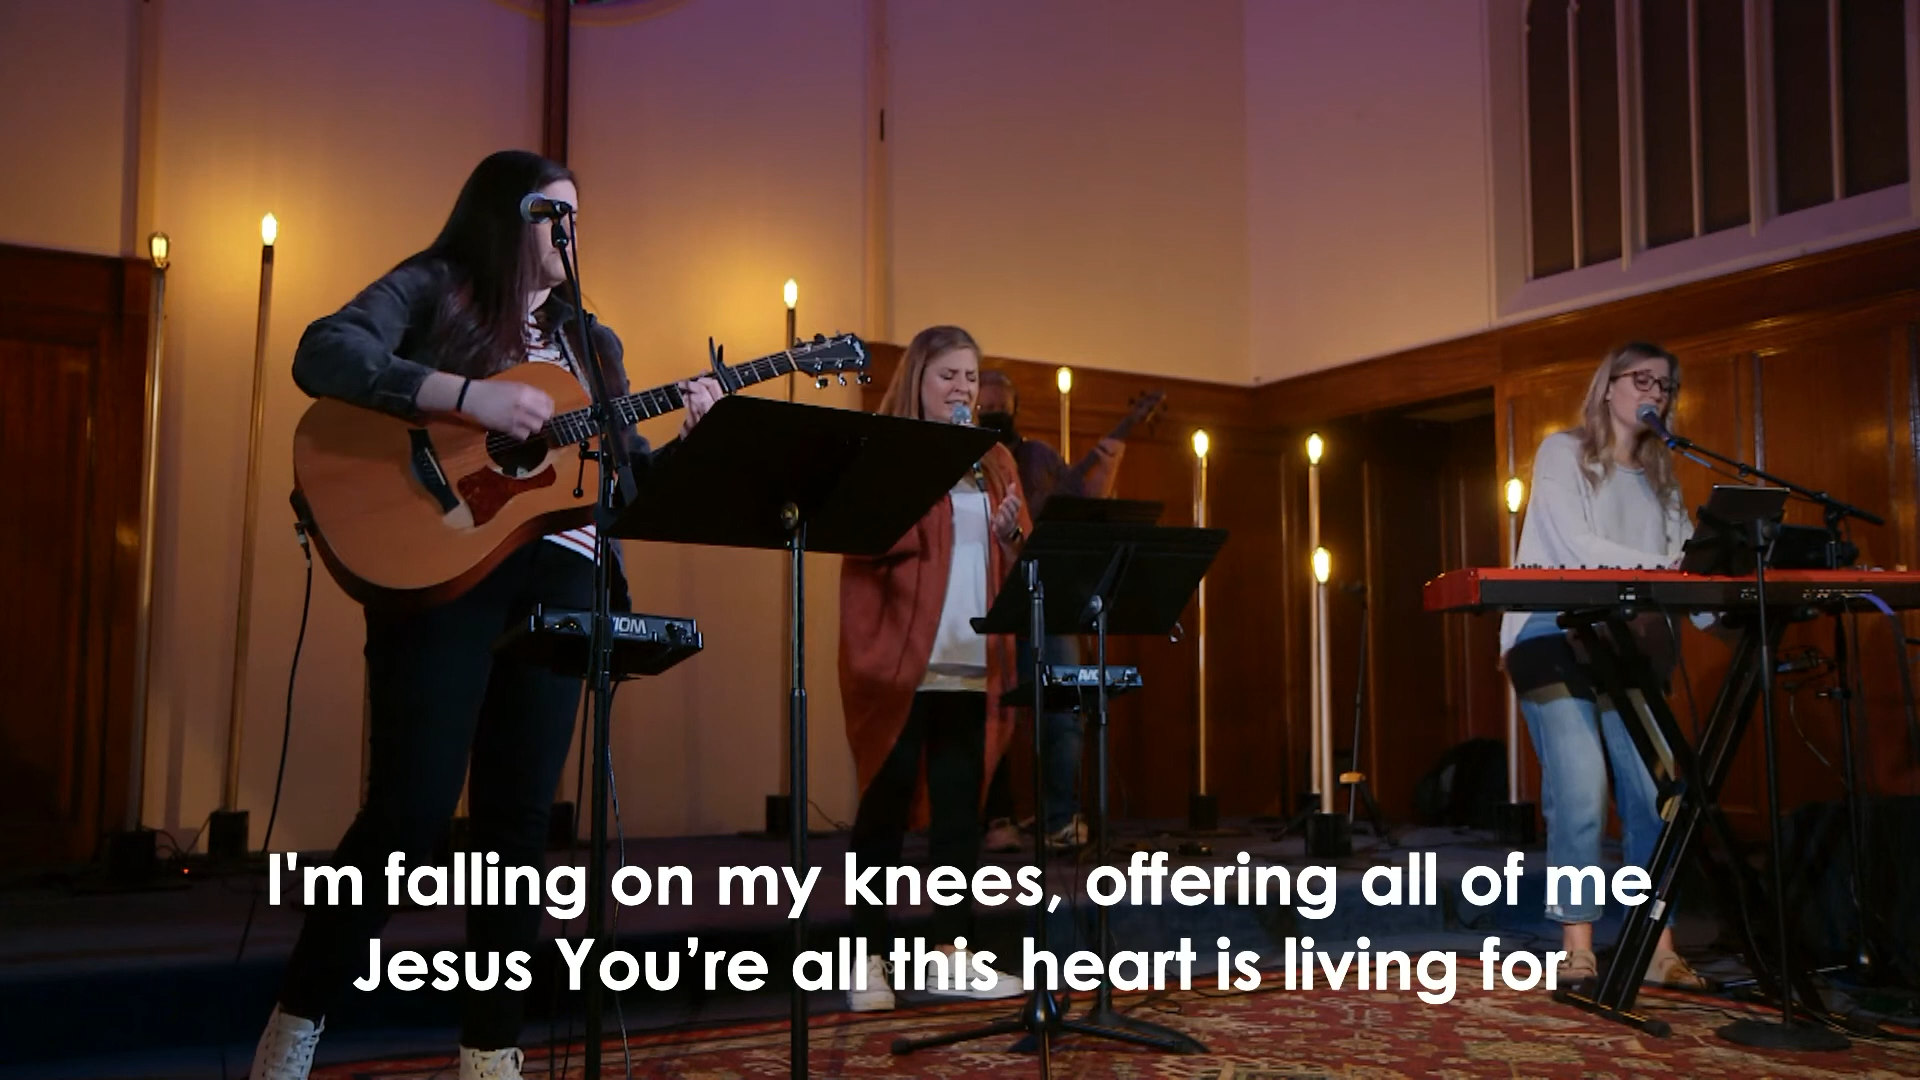 I'm falling on my knees, offering all of me
Jesus You’re all this heart is living for